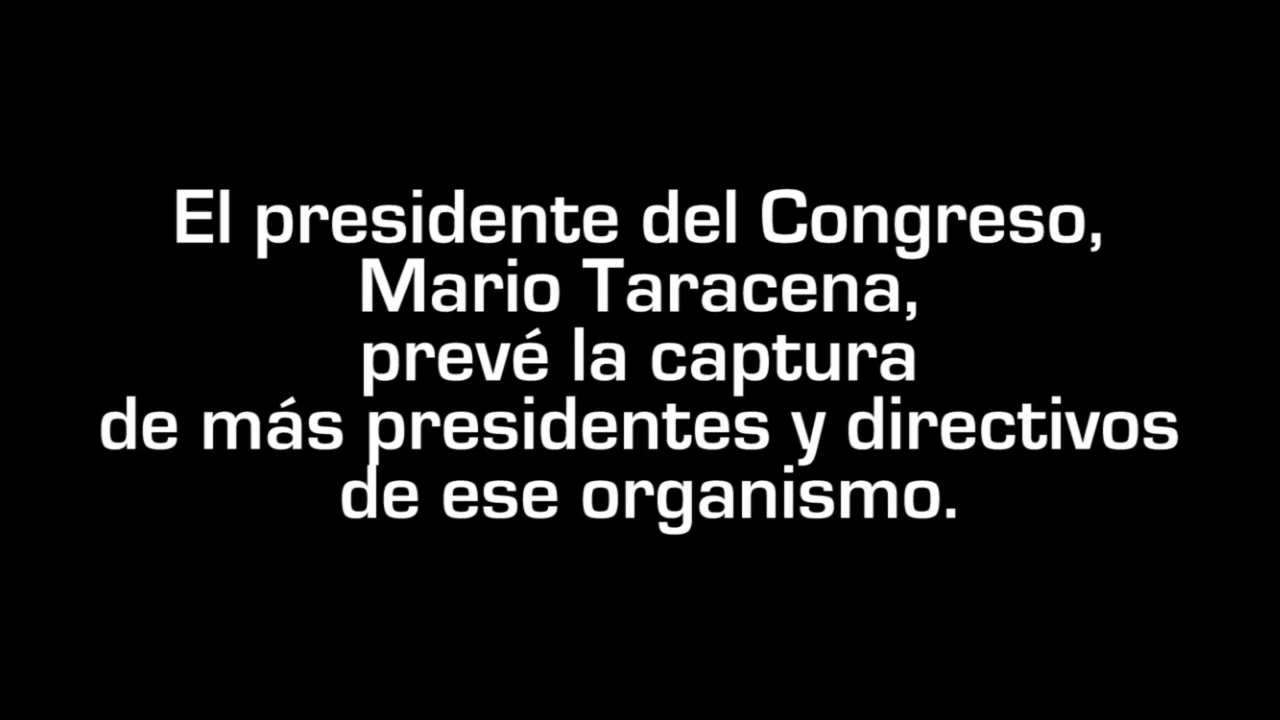 El presidente del Congreso,
Mario Taracena,
prevé la captura
de más presidentes y directivos
de ese organismo.